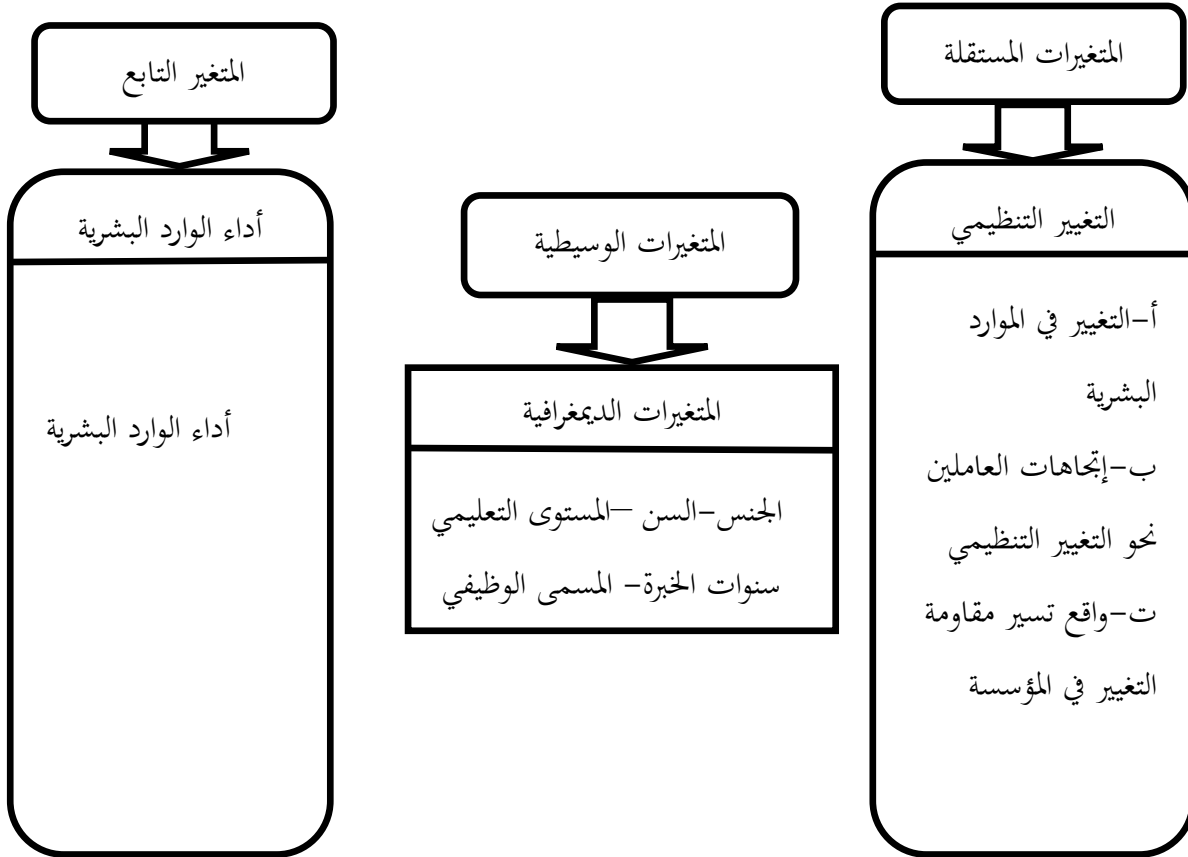 المتغيرات المستقلة
التغيير التنظيمي
أ-التغيير في الموارد
البشرية
ب-إتجاهات العاملين
نحو التغيير التنظيمي
ت-واقع تسير مقاومة
التغيير في المؤسسة
المتغيرات الوسيطية
المتغيرات الديمغرافية
الجنس-السن –المستوى التعليمي
سنوات الخبرة- المسمى الوظيفي
المتغير التابع
أداء الوارد البشرية
أداء الوارد البشرية